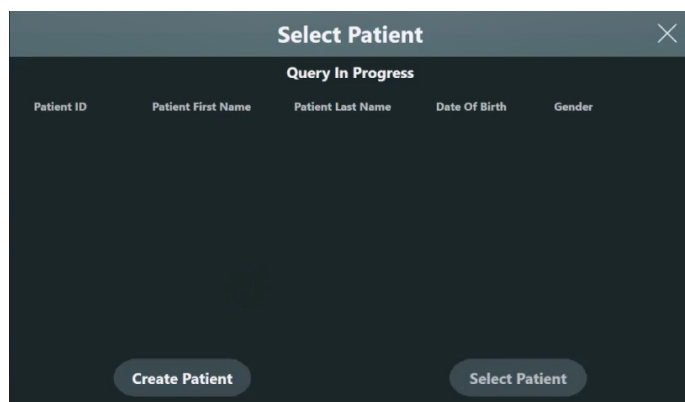 Select Patient
Query In Progress
Patient ID Patient First Name Patient Last Name Date Of Birth Gender
Create Patient Select Patient